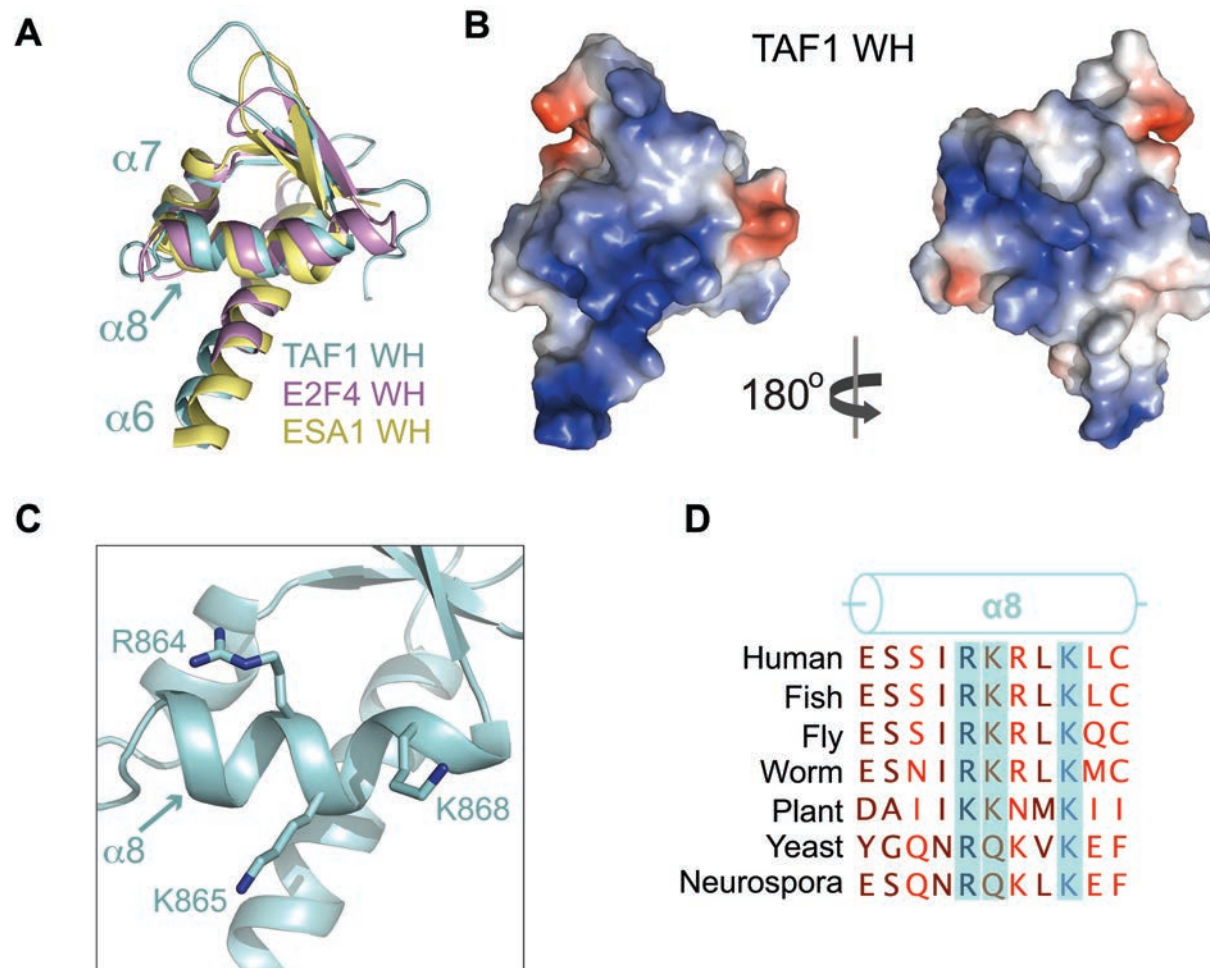 A
B
TAF1 WH
α7
α8
α6
TAF1 WH
E2F4 WH
ESA1 WH
180°
C
R864
K868
α8
K865
D
α8
Human E S S I R K R L K L C
Fish E S S I R K R L K L C
Fly E S S I R K R L K Q C
Worm E S N I R K R L K M C
Plant D A I I K K N M K I I
Yeast Y G Q N R Q K V K E F
Neurospora E S Q N R Q K L K E F